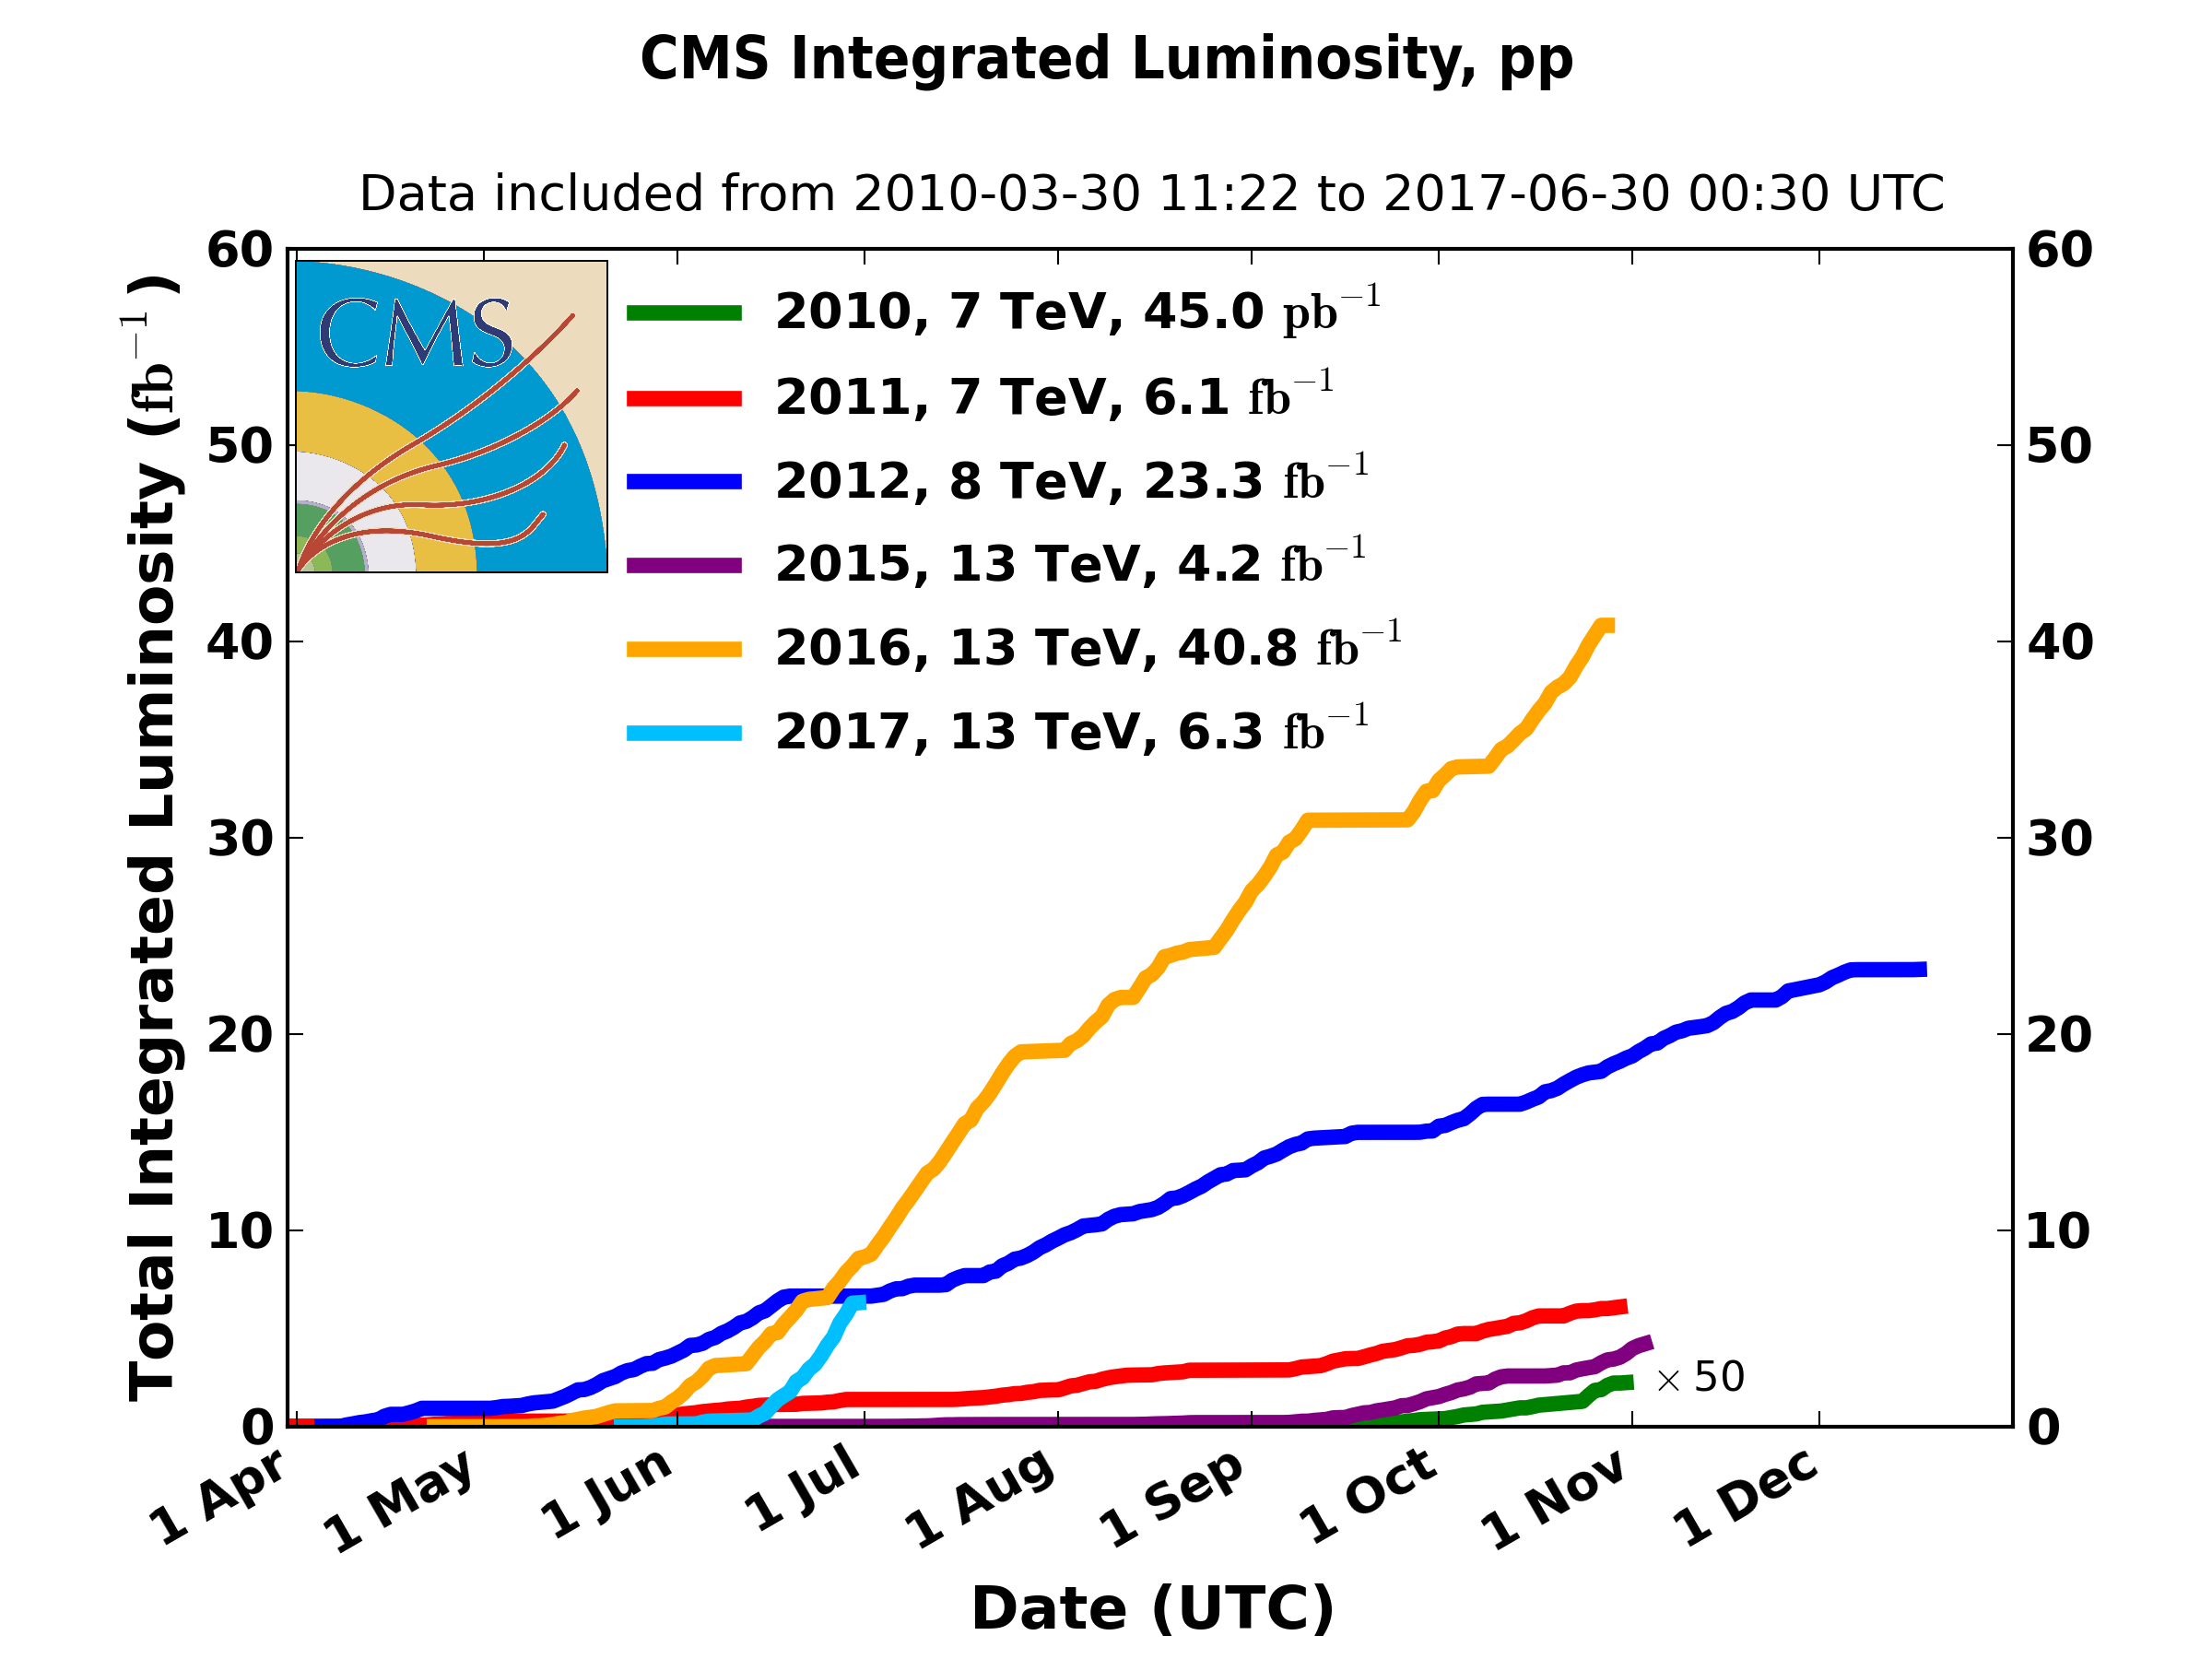 CMS Integrated Luminosity, pp
Data included from 2010-03-30 11:22 to 2017-06-30 00:30 UTC
Total Integrated Luminosity (fb⁻¹)
60
50
40
30
20
10
0
CMS
2010, 7 TeV, 45.0 pb⁻¹
2011, 7 TeV, 6.1 fb⁻¹
2012, 8 TeV, 23.3 fb⁻¹
2015, 13 TeV, 4.2 fb⁻¹
2016, 13 TeV, 40.8 fb⁻¹
2017, 13 TeV, 6.3 fb⁻¹
× 50
60
50
40
30
20
10
0
1 Apr
1 May
1 Jun
1 Jul
1 Aug
1 Sep
1 Oct
1 Nov
1 Dec
Date (UTC)